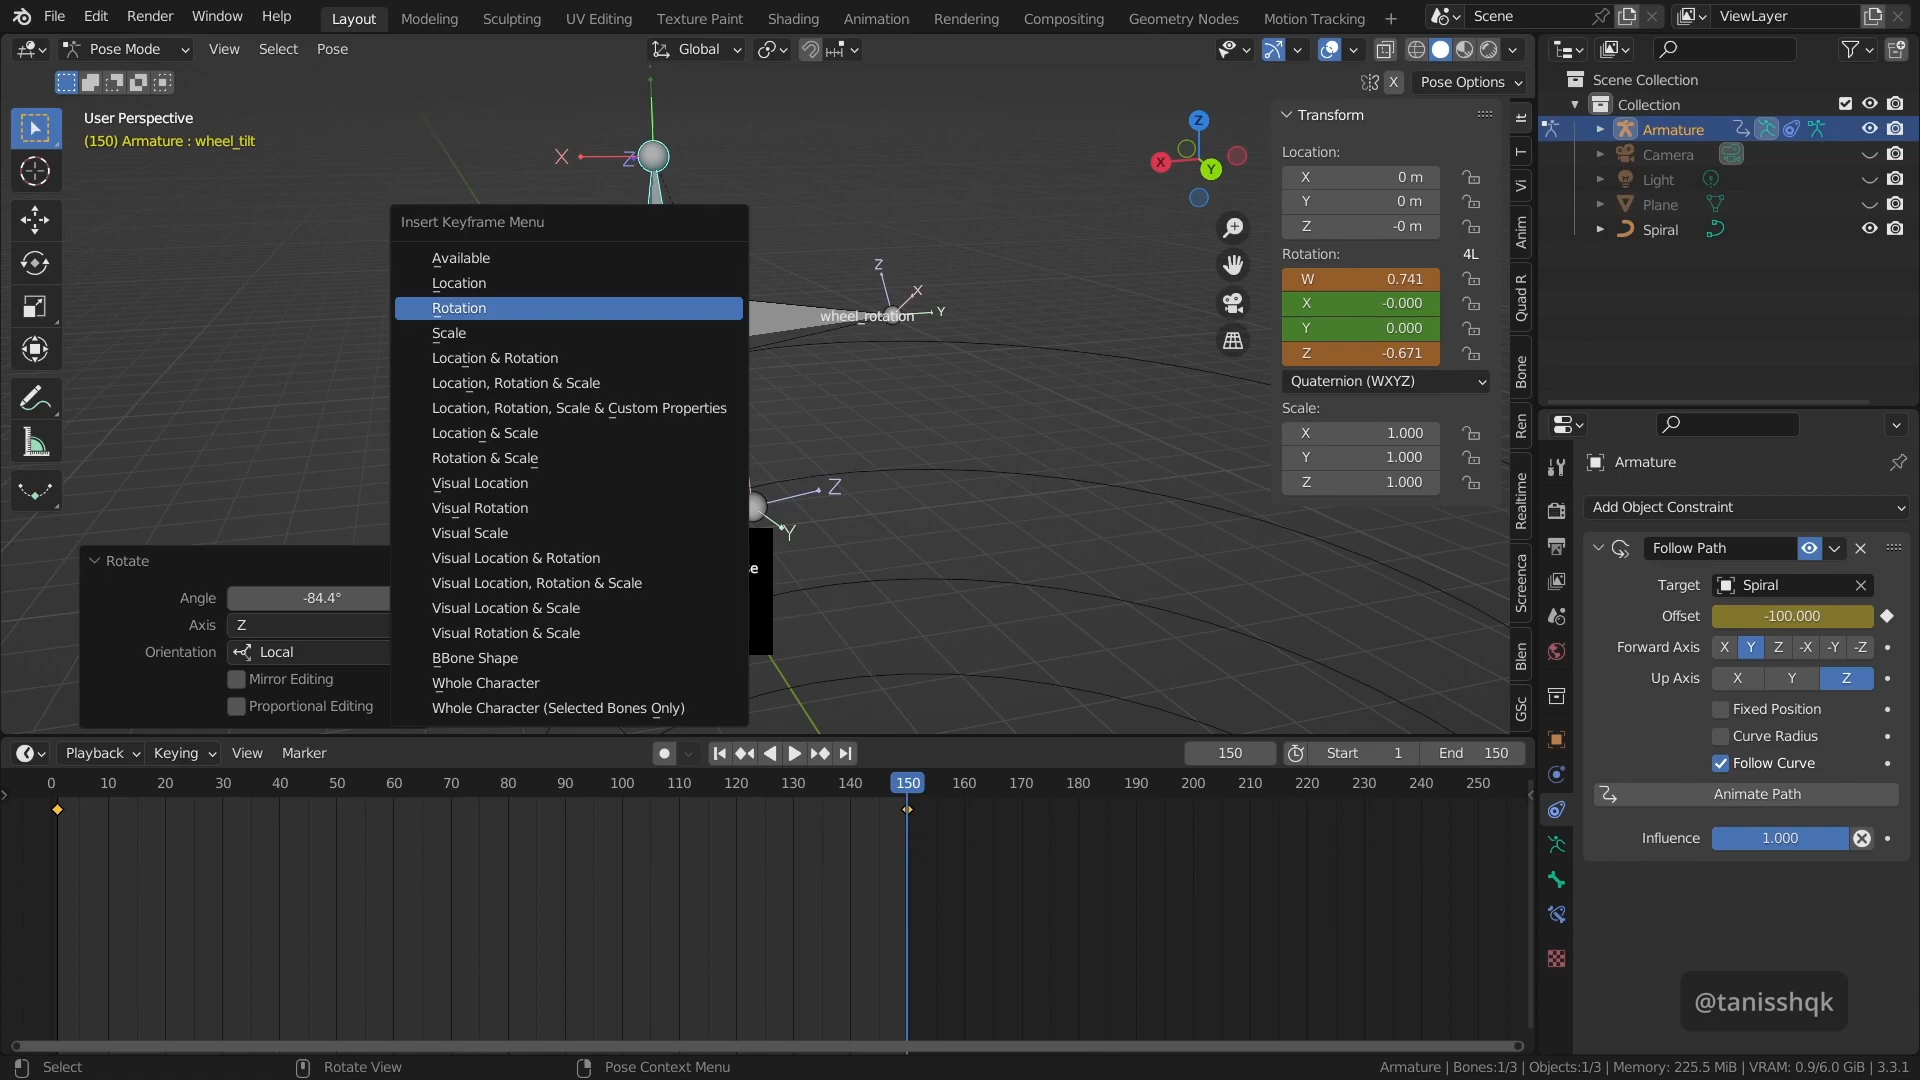 File Edit Render Window Help Layout Modeling Sculpting UV Editing Texture Paint Shading Animation Rendering Compositing Geometry Nodes Motion Tracking + Scene ViewLayer
Pose Mode View Select Pose Global
X Pose Options
User Perspective
(150) Armature : wheel_tilt
X Z
Z X Y
wheel_rotation
Z
Y
e
Z X Y
Insert Keyframe Menu
Available
Location
Rotation
Scale
Location & Rotation
Location, Rotation & Scale
Location, Rotation, Scale & Custom Properties
Location & Scale
Rotation & Scale
Visual Location
Visual Rotation
Visual Scale
Visual Location & Rotation
Visual Location, Rotation & Scale
Visual Location & Scale
Visual Rotation & Scale
BBone Shape
Whole Character
Whole Character (Selected Bones Only)
Rotate
Angle -84.4°
Axis Z
Orientation Local
Mirror Editing
Proportional Editing
Transform
Location:
X 0 m
Y 0 m
Z -0 m
Rotation: 4L
W 0.741
X -0.000
Y 0.000
Z -0.671
Quaternion (WXYZ)
Scale:
X 1.000
Y 1.000
Z 1.000
It
T
Vi
Anim
Quad R
Bone
Ren
Realtime
Screenca
Blen
GSc
Scene Collection
Collection
Armature
Camera
Light
Plane
Spiral
Armature
Add Object Constraint
Follow Path
Target Spiral
Offset -100.000
Forward Axis X Y Z -X -Y -Z
Up Axis X Y Z
Fixed Position
Curve Radius
Follow Curve
Animate Path
Influence 1.000
Playback Keying View Marker 150 Start 1 End 150
0 10 20 30 40 50 60 70 80 90 100 110 120 130 140 150 160 170 180 190 200 210 220 230 240 250
@tanisshqk
Select Rotate View Pose Context Menu Armature | Bones:1/3 | Objects:1/3 | Memory: 225.5 MiB | VRAM: 0.9/6.0 GiB | 3.3.1